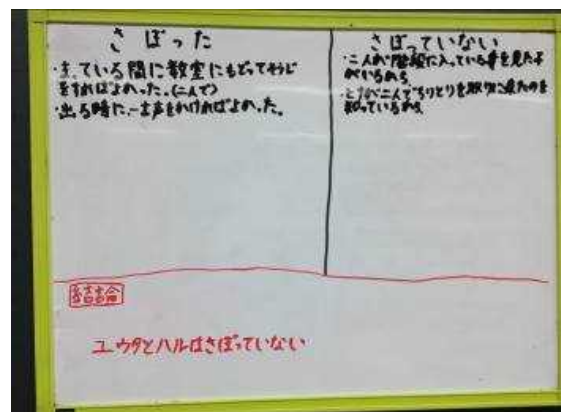 さぼった
・まっている間に教室にもどってそうじ
をすればよかった。(二人で)
・出る時に、一声をかければよかった。
さぼっていない
・二人が階段に入っている事を見た子
がいるから
・二人でちりとりを取りに来たのを
知っているから
結論
ユウタとハルはさぼっていない